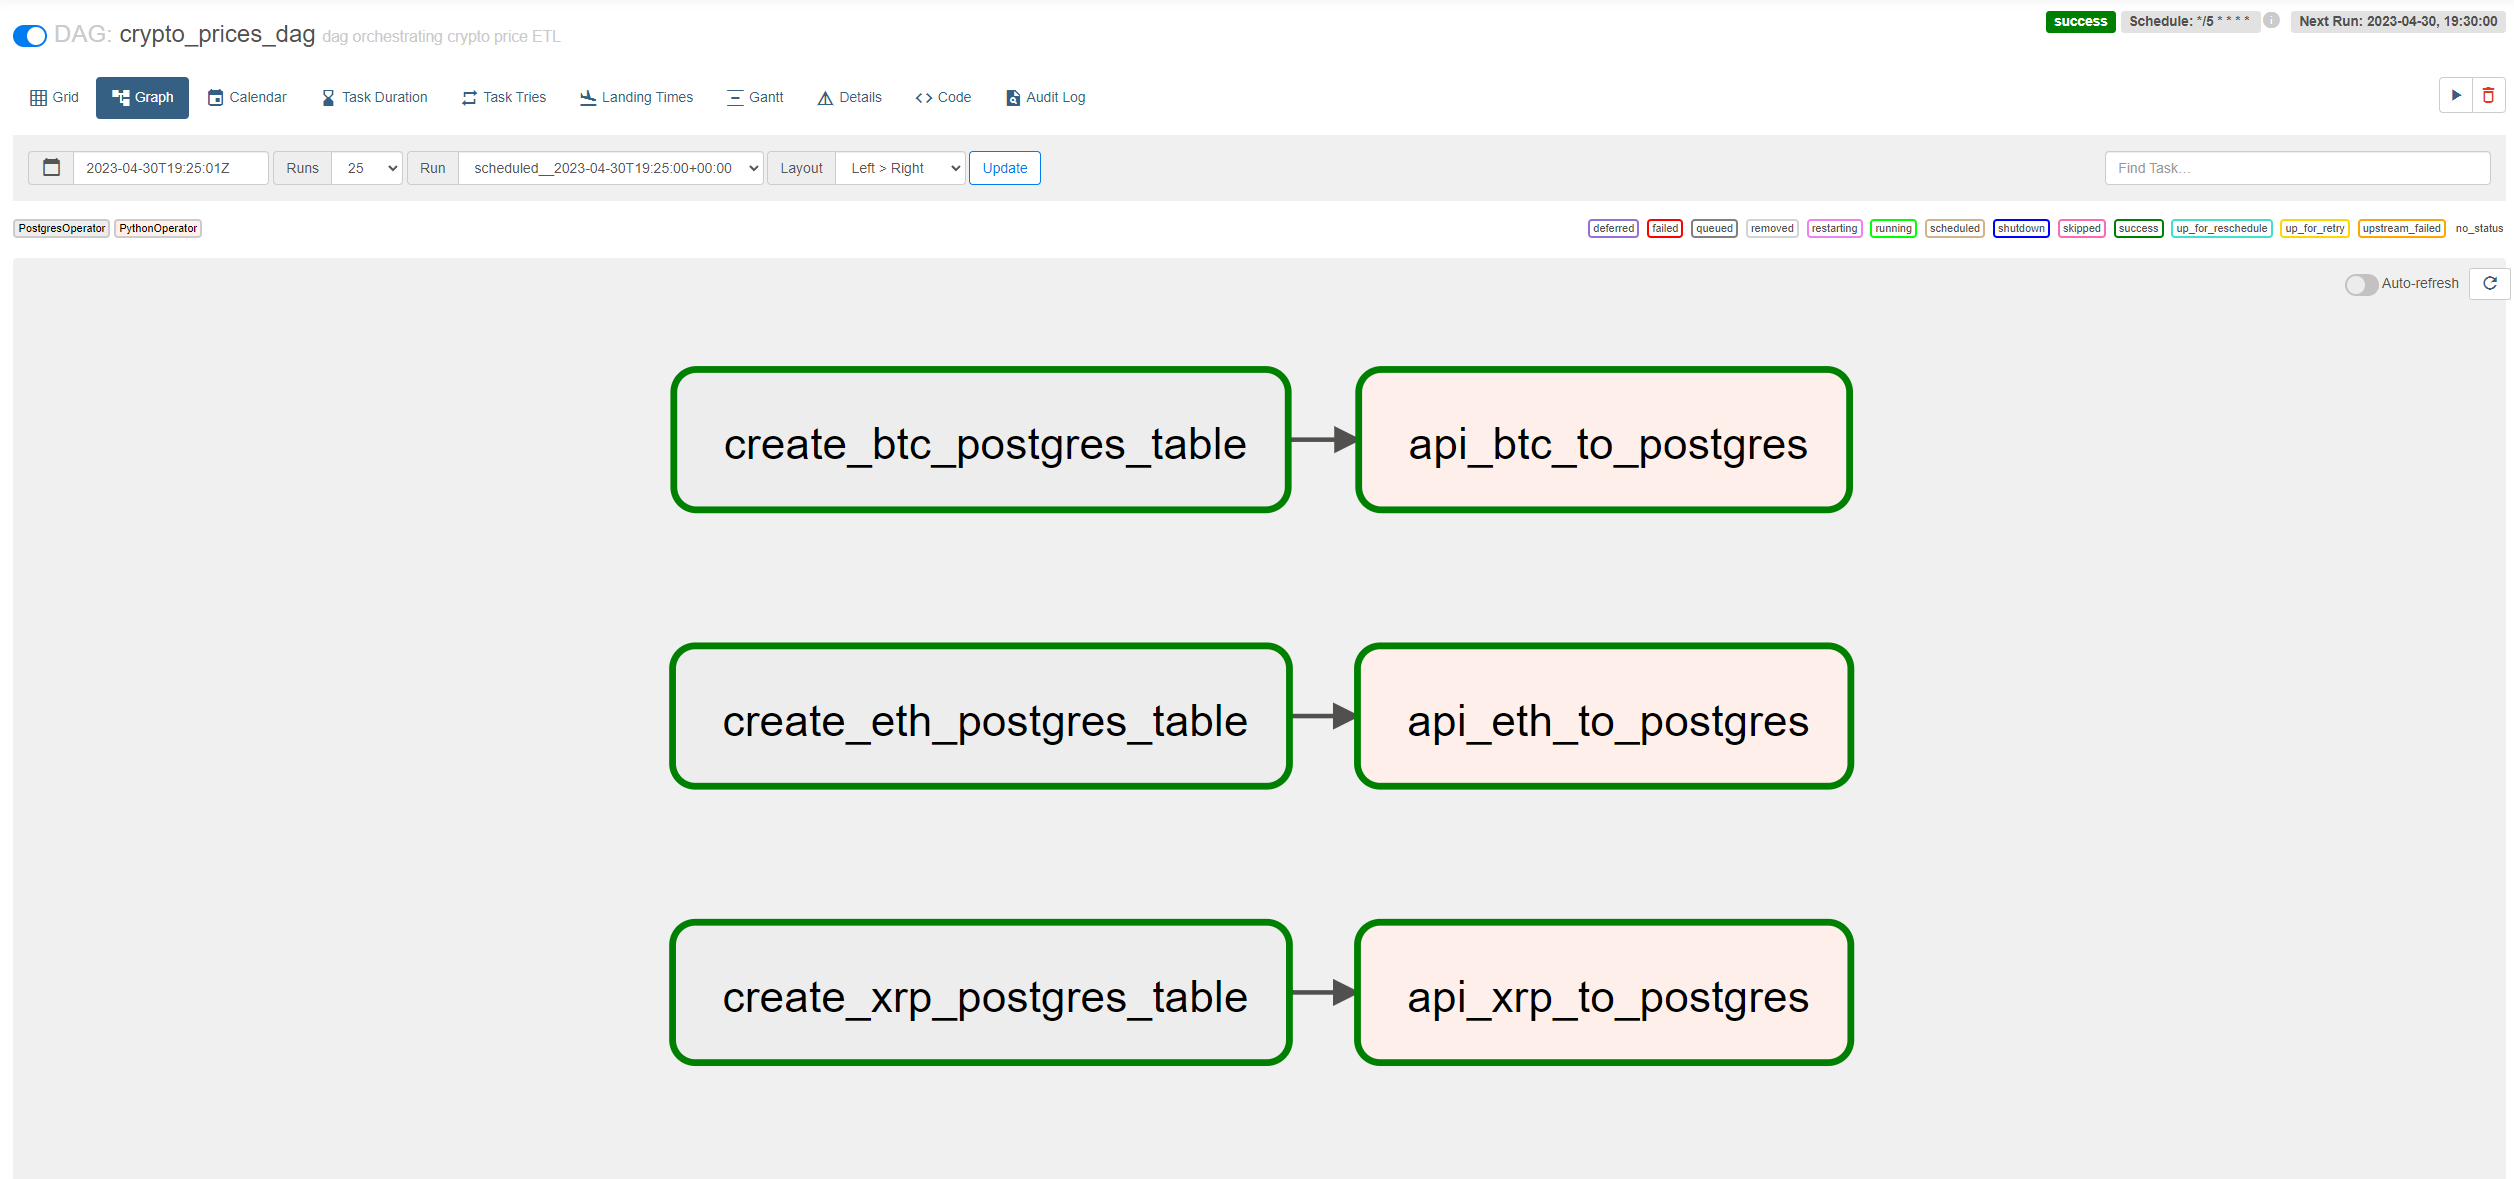 DAG: crypto_prices_dag dag orchestrating crypto price ETL
success Schedule: */5 * * * * i Next Run: 2023-04-30, 19:30:00
Grid Graph Calendar Task Duration Task Tries Landing Times Gantt Details Code Audit Log
2023-04-30T19:25:01Z Runs 25 Run scheduled__2023-04-30T19:25:00+00:00 Layout Left > Right Update Find Task...
PostgresOperator PythonOperator deferred failed queued removed restarting running scheduled shutdown skipped success up_for_reschedule up_for_retry upstream_failed no_status
Auto-refresh
create_btc_postgres_table api_btc_to_postgres
create_eth_postgres_table api_eth_to_postgres
create_xrp_postgres_table api_xrp_to_postgres